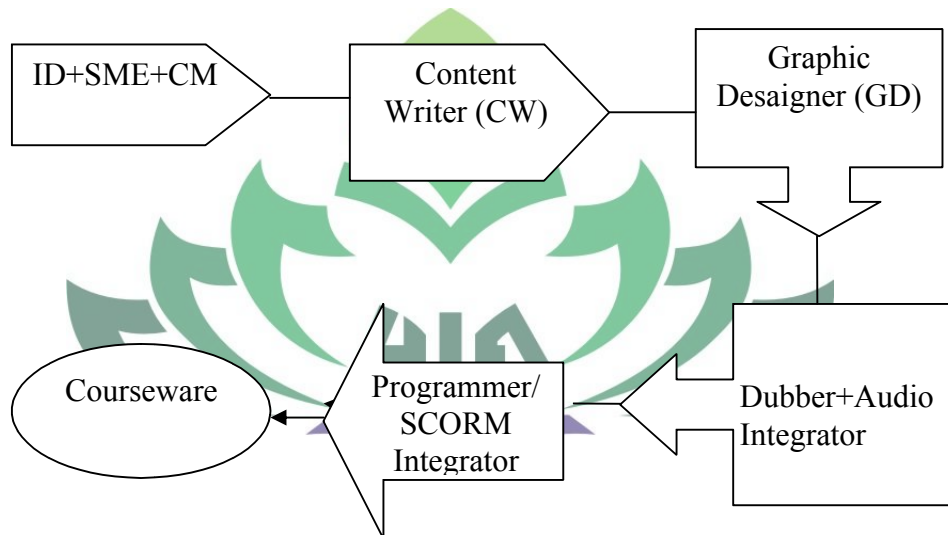 ID+SME+CM
Content
Writer (CW)
Graphic
Desaigner (GD)
Dubber+Audio
Integrator
Programmer/
SCORM
Integrator
Courseware